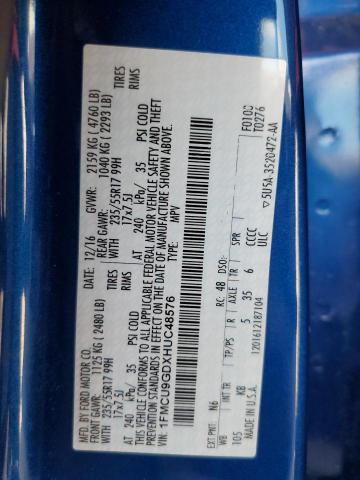 MFD. BY FORD MOTOR CO.
12/16 GVWR: 2159 KG ( 4760 LB)
FRONT GAWR: 1125 KG ( 2480 LB) REAR GAWR: 1040 KG ( 2293 LB)
WITH 235/55R17 99H TIRES WITH 235/55R17 99H TIRES
17x7.5J RIMS 17x7.5J RIMS
AT 240 kPa/ 35 PSI COLD AT 240 kPa/ 35 PSI COLD
THIS VEHICLE CONFORMS TO ALL APPLICABLE FEDERAL MOTOR VEHICLE SAFETY AND THEFT
PREVENTION STANDARDS IN EFFECT ON THE DATE OF MANUFACTURE SHOWN ABOVE.
VIN: 1FMCU9GDXHUC48576
TYPE: MPV
F0100
T0276
EXT PNT: N6 RC: 48 DSO:
WB INT TR TP/PS R AXLE TR SPR
105 KB 5 35 6 CCCC
MADE IN U.S.A. 1201612187104 ULC
▽5U5A-3520472-AA